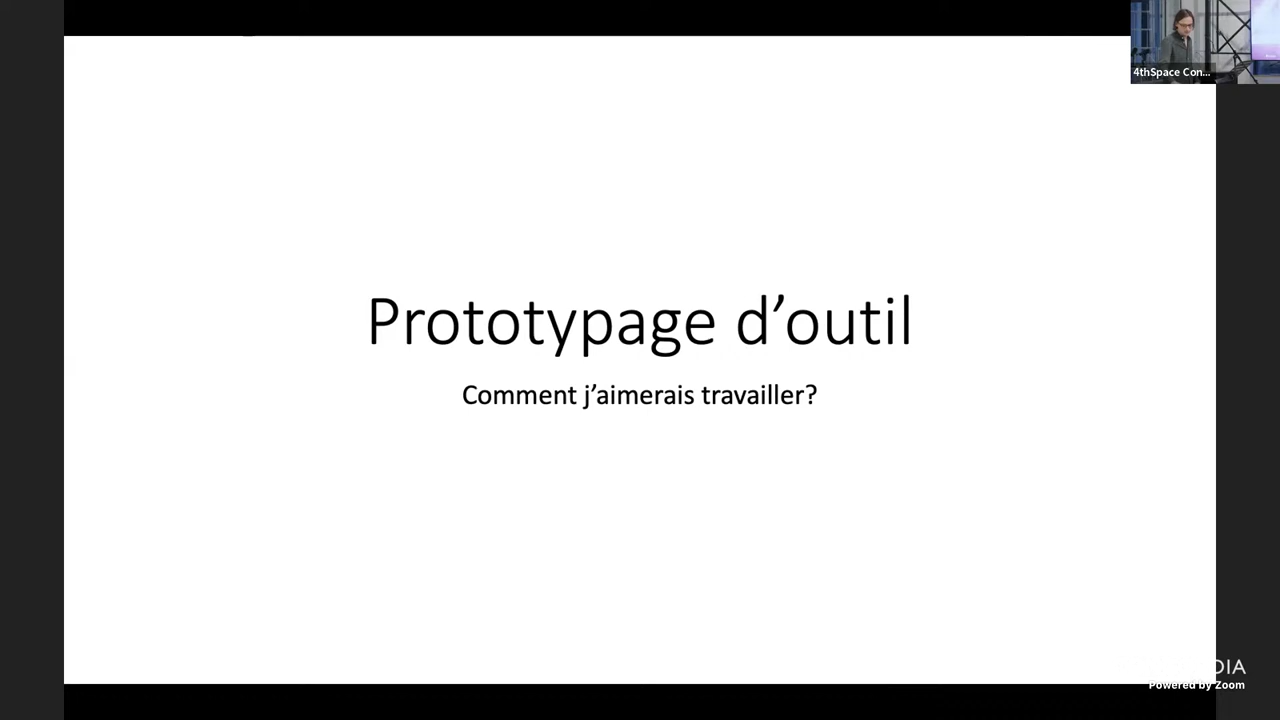 4thSpace Con...
Prototypage d’outil
Comment j’aimerais travailler?
Powered by Zoom